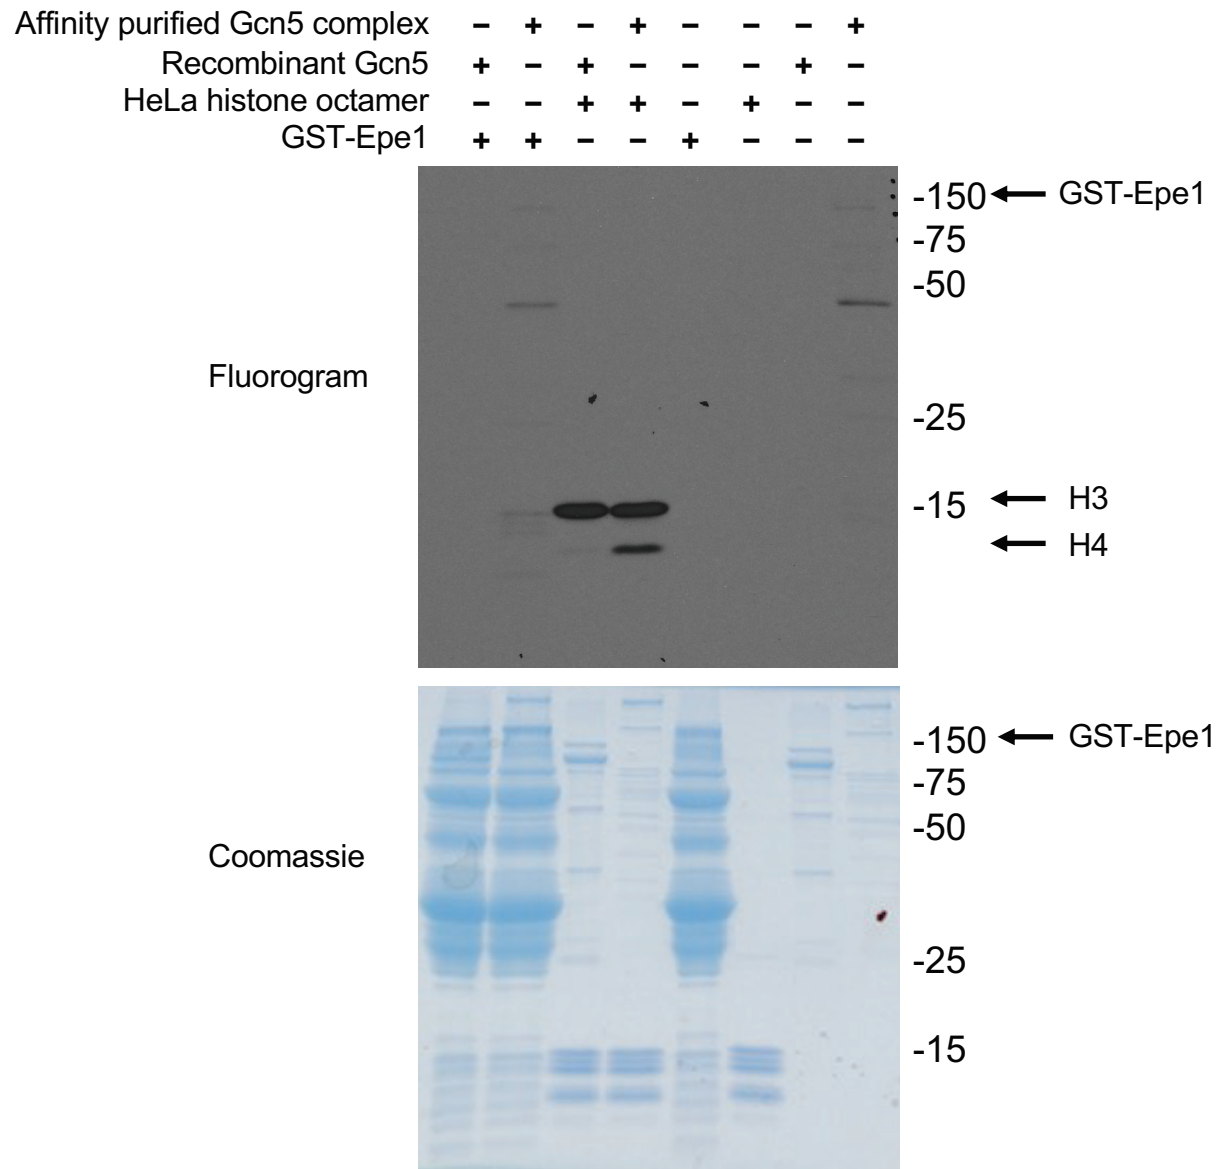 Affinity purified Gcn5 complex – + – + – – – +
Recombinant Gcn5 + – + – – – + –
HeLa histone octamer – – + + – + – –
GST-Epe1 + + – – + – – –
-150 GST-Epe1
-75
-50
Fluorogram
-25
-15 H3
H4
-150 GST-Epe1
-75
-50
Coomassie
-25
-15